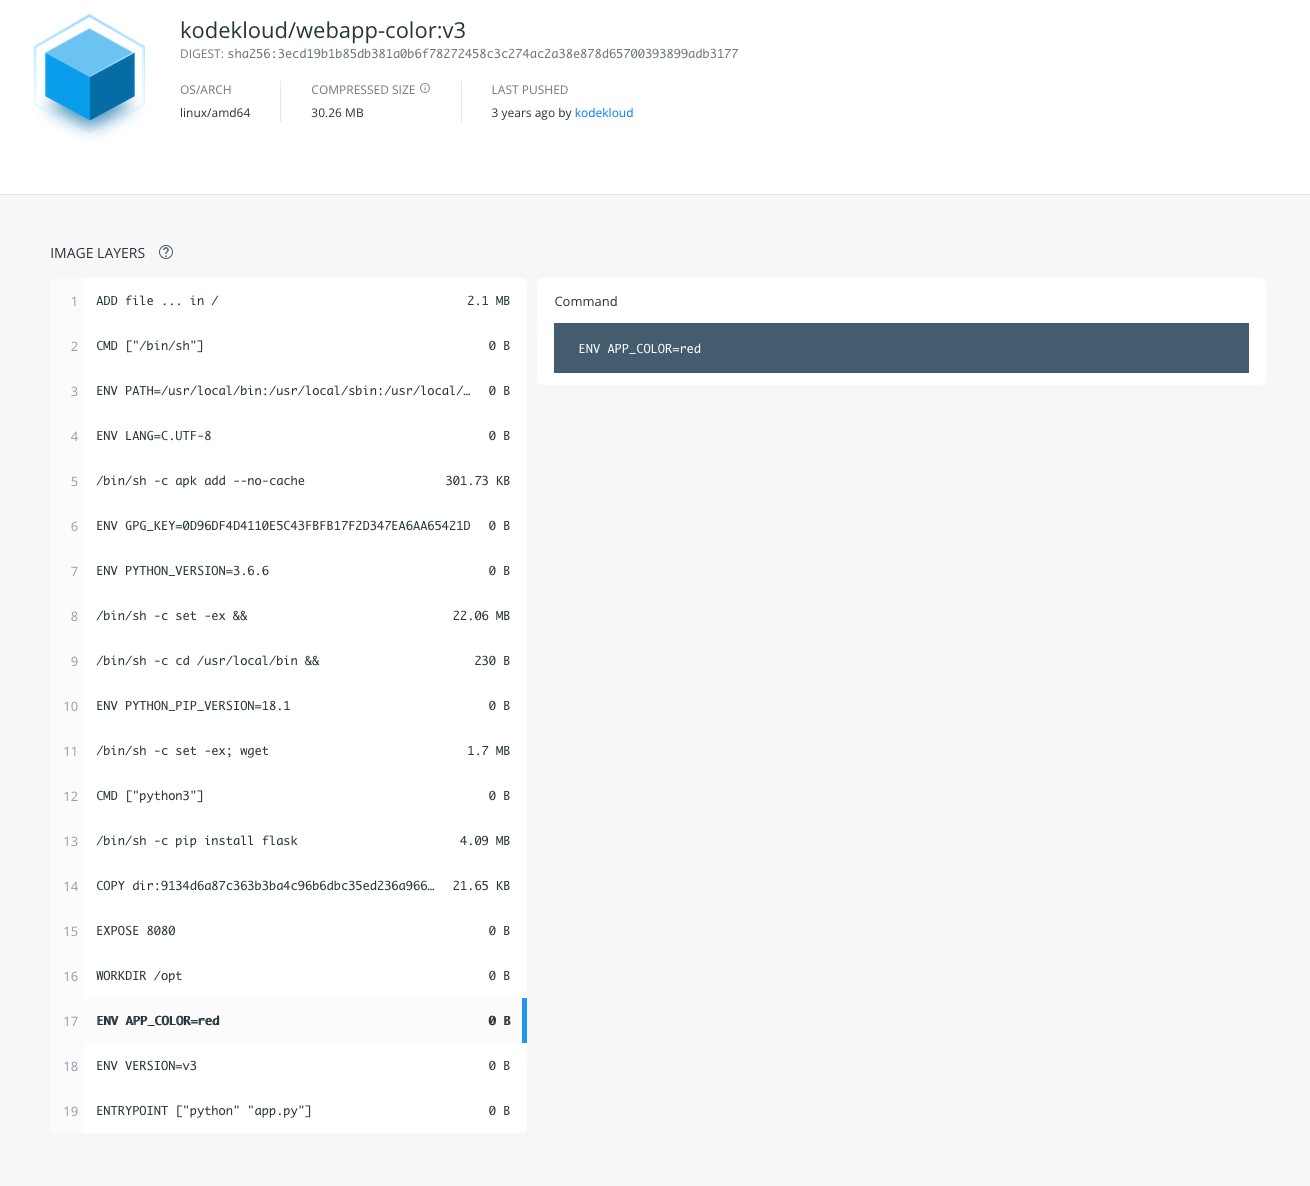 kodekloud/webapp-color:v3
DIGEST: sha256:3ecd19b1b85db381a0b6f78272458c3c274ac2a38e878d65700393899adb3177
OS/ARCH
linux/amd64
COMPRESSED SIZE
30.26 MB
LAST PUSHED
3 years ago by kodekloud
IMAGE LAYERS
1 ADD file ... in / 2.1 MB
2 CMD ["/bin/sh"] 0 B
3 ENV PATH=/usr/local/bin:/usr/local/sbin:/usr/local/… 0 B
4 ENV LANG=C.UTF-8 0 B
5 /bin/sh -c apk add --no-cache 301.73 KB
6 ENV GPG_KEY=0D96DF4D4110E5C43FBFB17F2D347EA6AA65421D 0 B
7 ENV PYTHON_VERSION=3.6.6 0 B
8 /bin/sh -c set -ex && 22.06 MB
9 /bin/sh -c cd /usr/local/bin && 230 B
10 ENV PYTHON_PIP_VERSION=18.1 0 B
11 /bin/sh -c set -ex; wget 1.7 MB
12 CMD ["python3"] 0 B
13 /bin/sh -c pip install flask 4.09 MB
14 COPY dir:9134d6a87c363b3ba4c96b6dbc35ed236a966… 21.65 KB
15 EXPOSE 8080 0 B
16 WORKDIR /opt 0 B
17 ENV APP_COLOR=red 0 B
18 ENV VERSION=v3 0 B
19 ENTRYPOINT ["python" "app.py"] 0 B
Command
ENV APP_COLOR=red